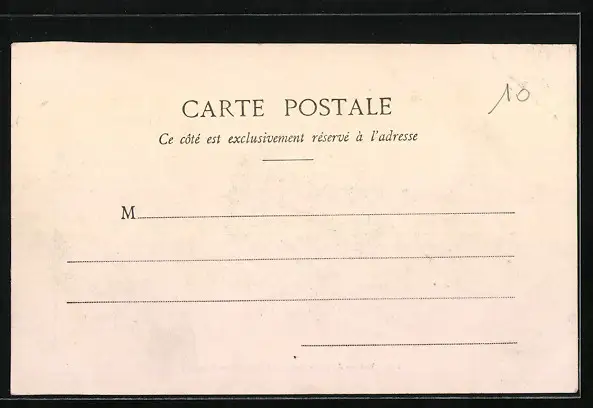 CARTE POSTALE
10
Ce côté est exclusivement réservé à l'adresse
M